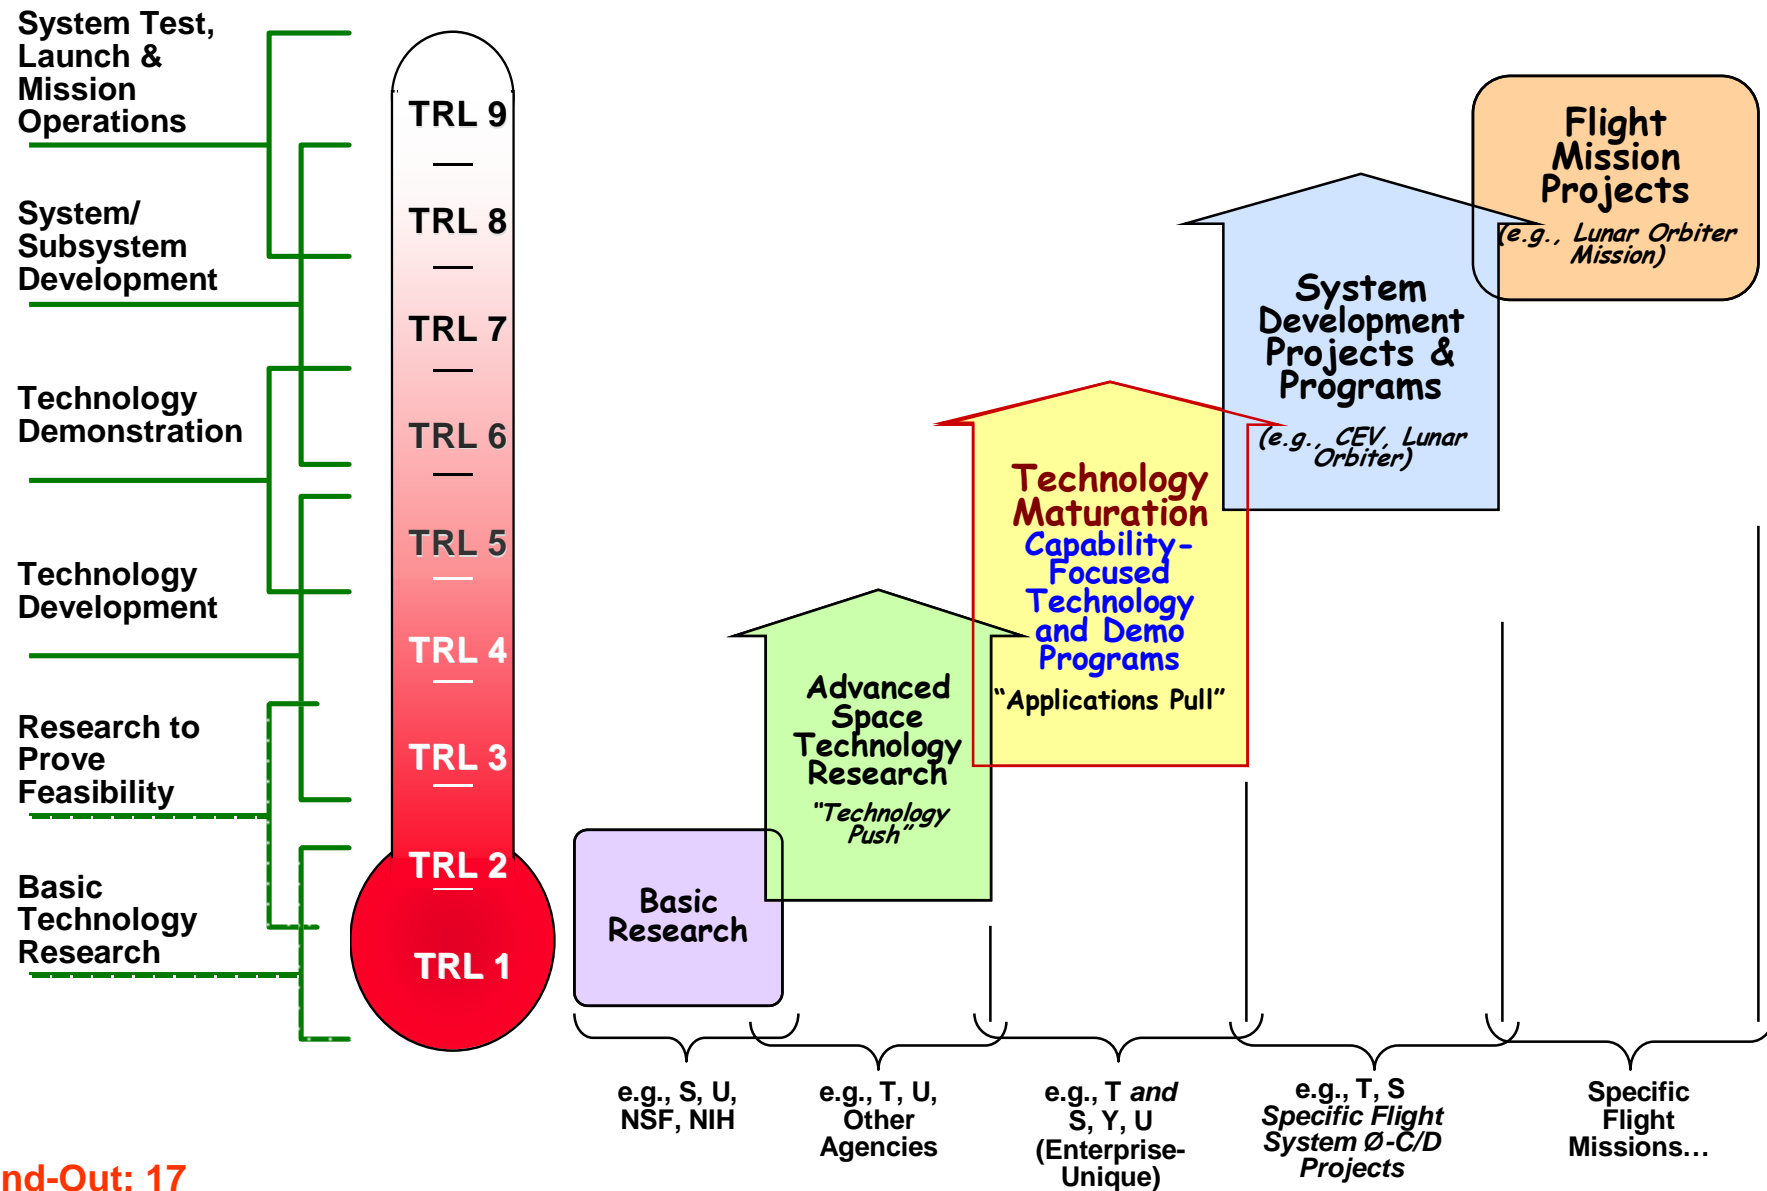 System Test,
Launch &
Mission
Operations
System/
Subsystem
Development
Technology
Demonstration
Technology
Development
Research to
Prove
Feasibility
Basic
Technology
Research
TRL 9
TRL 8
TRL 7
TRL 6
TRL 5
TRL 4
TRL 3
TRL 2
TRL 1
Basic
Research
Advanced
Space
Technology
Research
"Technology
Push"
Technology
Maturation
Capability-
Focused
Technology
and Demo
Programs
“Applications Pull”
System
Development
Projects &
Programs
(e.g., CEV, Lunar
Orbiter)
Flight
Mission
Projects
(e.g., Lunar Orbiter
Mission)
e.g., S, U,
NSF, NIH
e.g., T, U,
Other
Agencies
e.g., T and
S, Y, U
(Enterprise-
Unique)
e.g., T, S
Specific Flight
System Ø-C/D
Projects
Specific
Flight
Missions…
nd-Out: 17